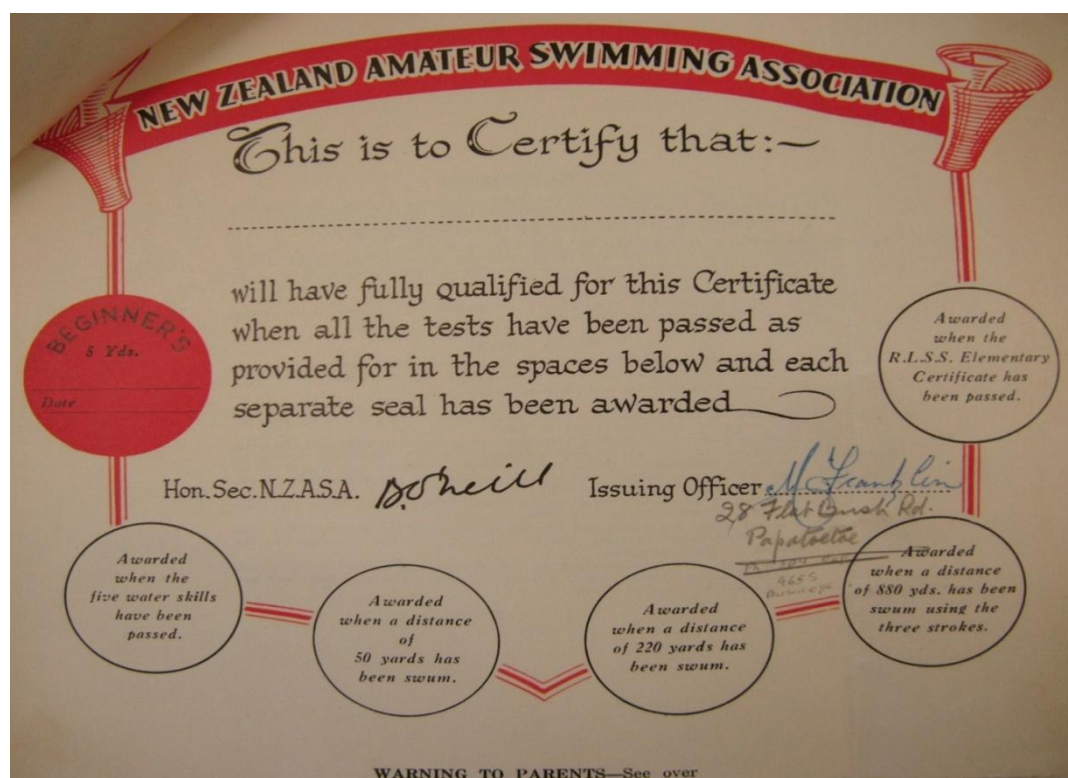 NEW ZEALAND AMATEUR SWIMMING ASSOCIATION
This is to Certify that:—
will have fully qualified for this Certificate
when all the tests have been passed as
provided for in the spaces below and each
separate seal has been awarded
BEGINNER'S
5 Yds.
Date
Awarded
when the
R.L.S.S. Elementary
Certificate has
been passed.
Hon. Sec. N.Z.A.S.A. D. O'Neill
Issuing Officer M Franklin
28 Flat Bush Rd.
Papatoetoe
Awarded
when the
five water skills
have been
passed.
Awarded
when a distance
of
50 yards has
been swum.
Awarded
when a distance
of 220 yards has
been swum.
Awarded
when a distance
of 880 yds. has been
swum using the
three strokes.
WARNING TO PARENTS—See over